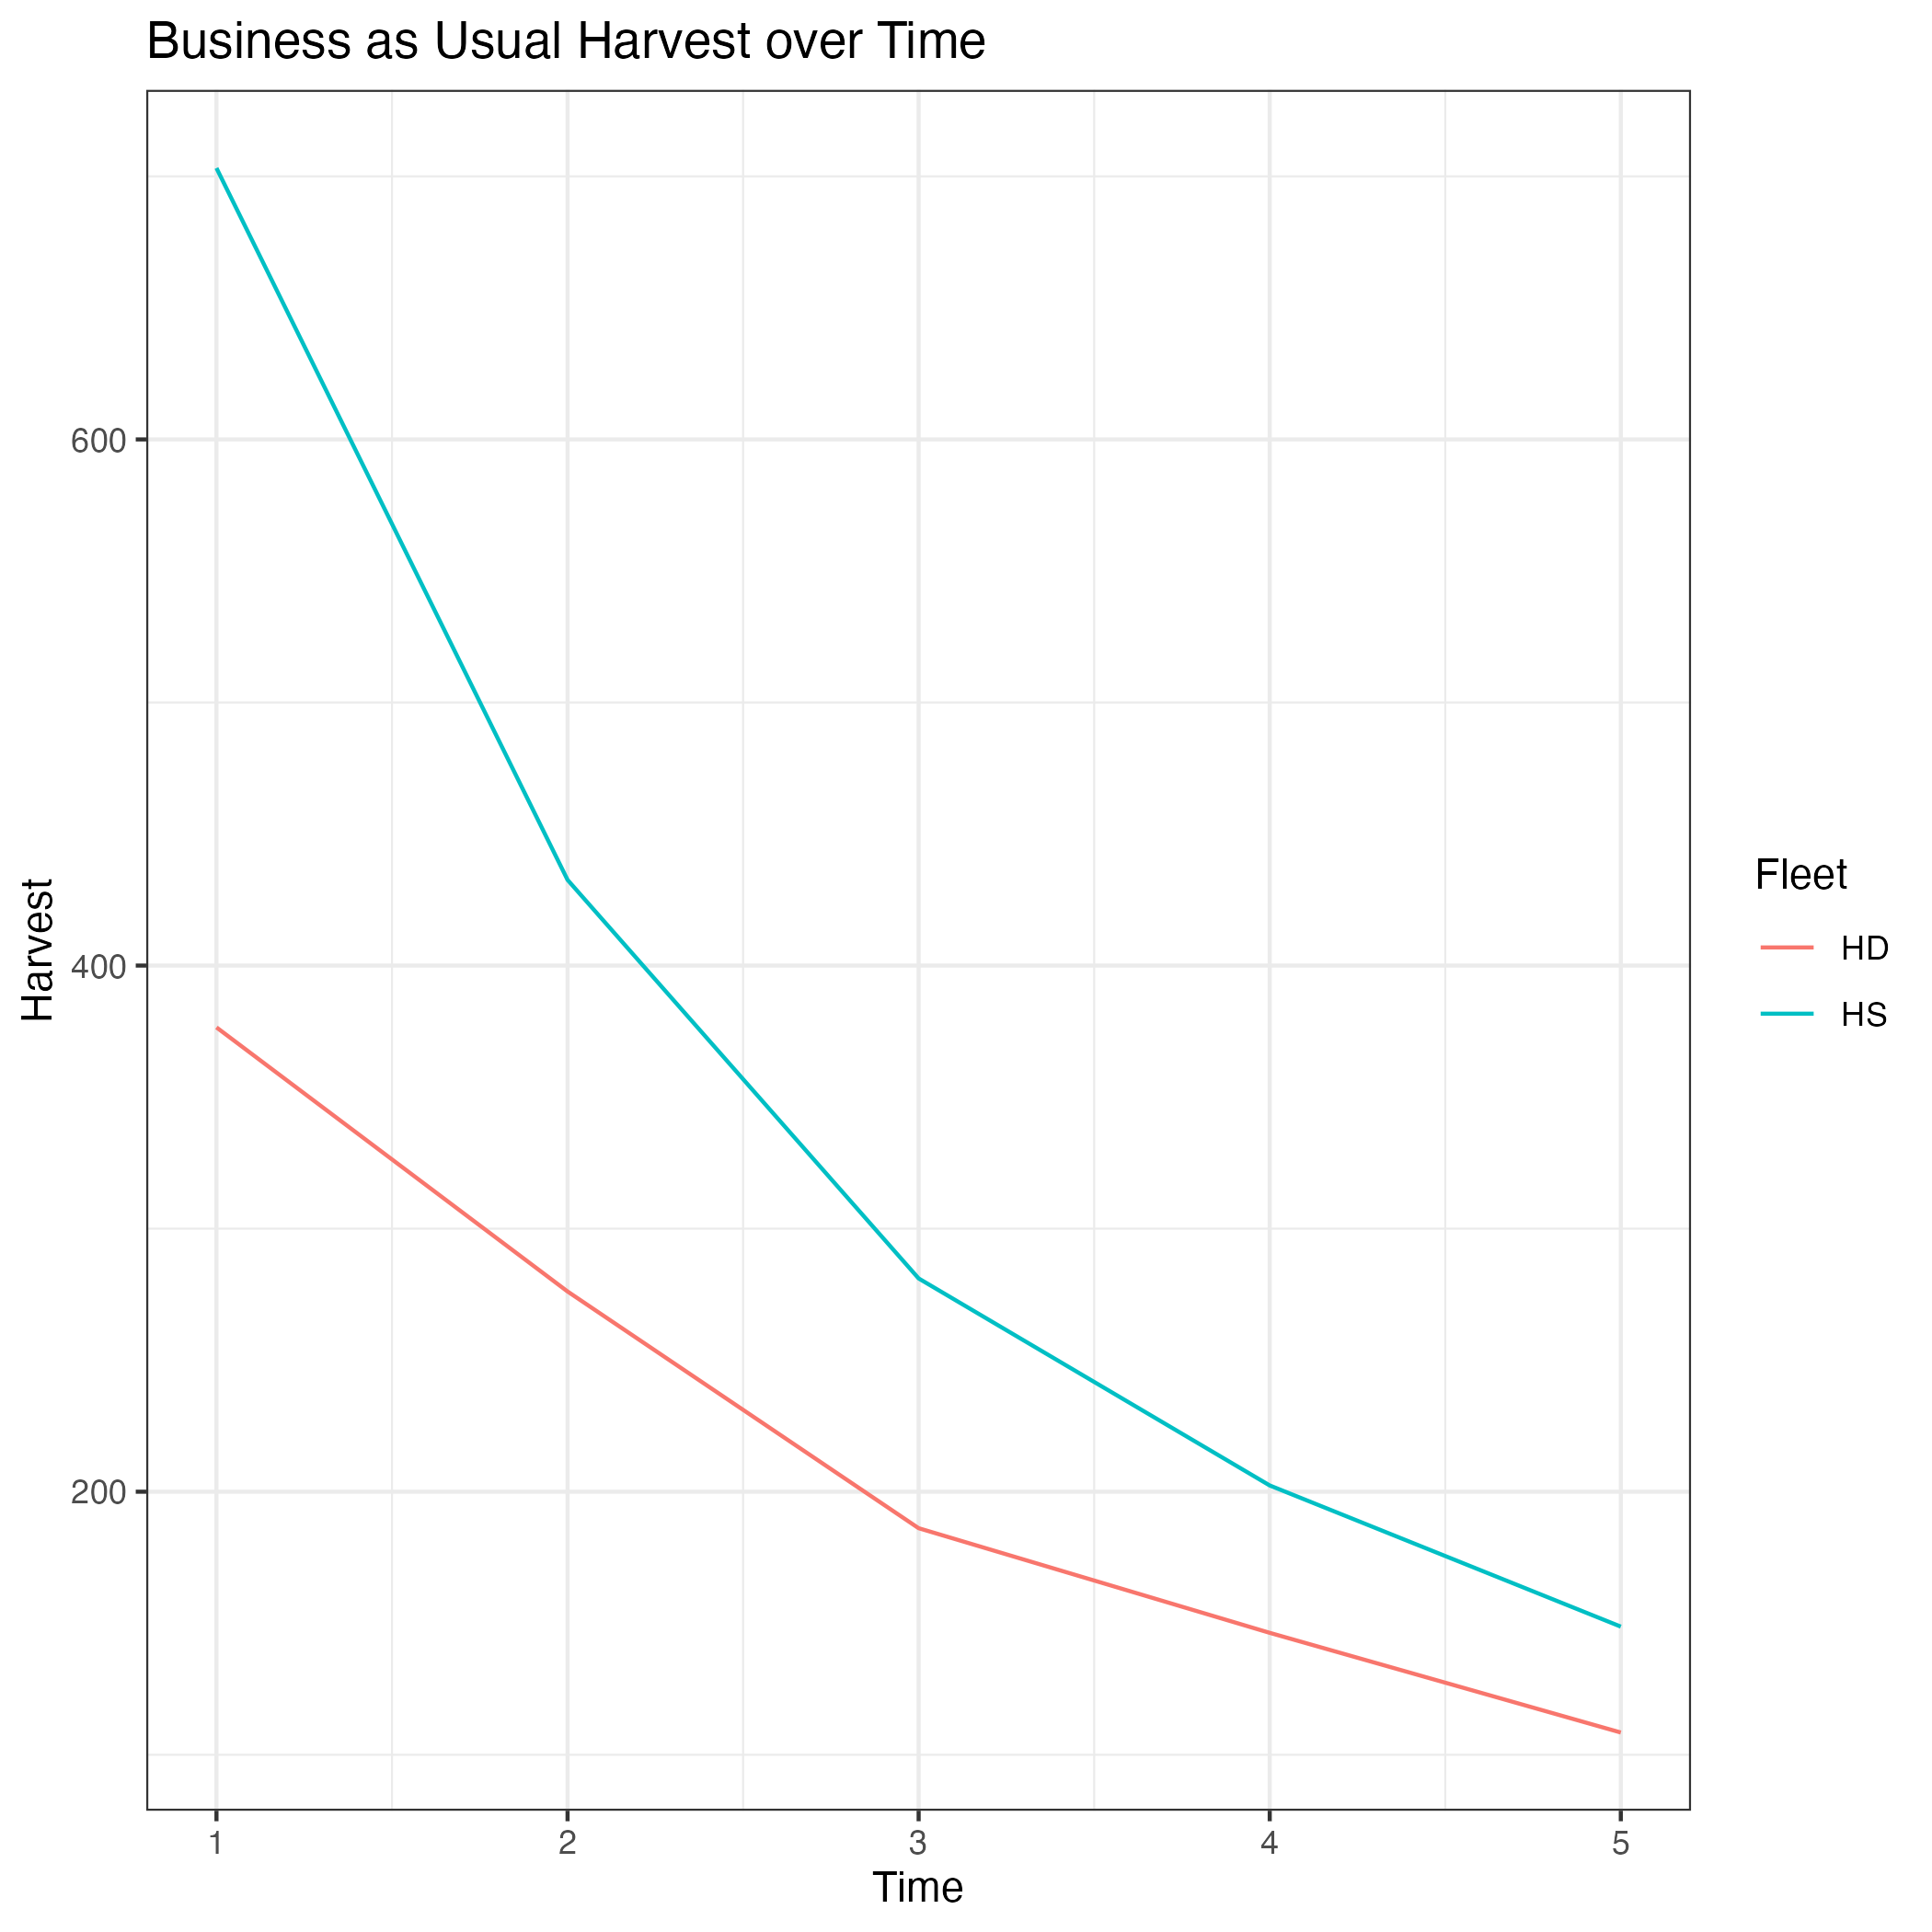 Business as Usual Harvest over Time
Harvest
600
400
200
1 2 3 4 5
Time
Fleet
HD
HS